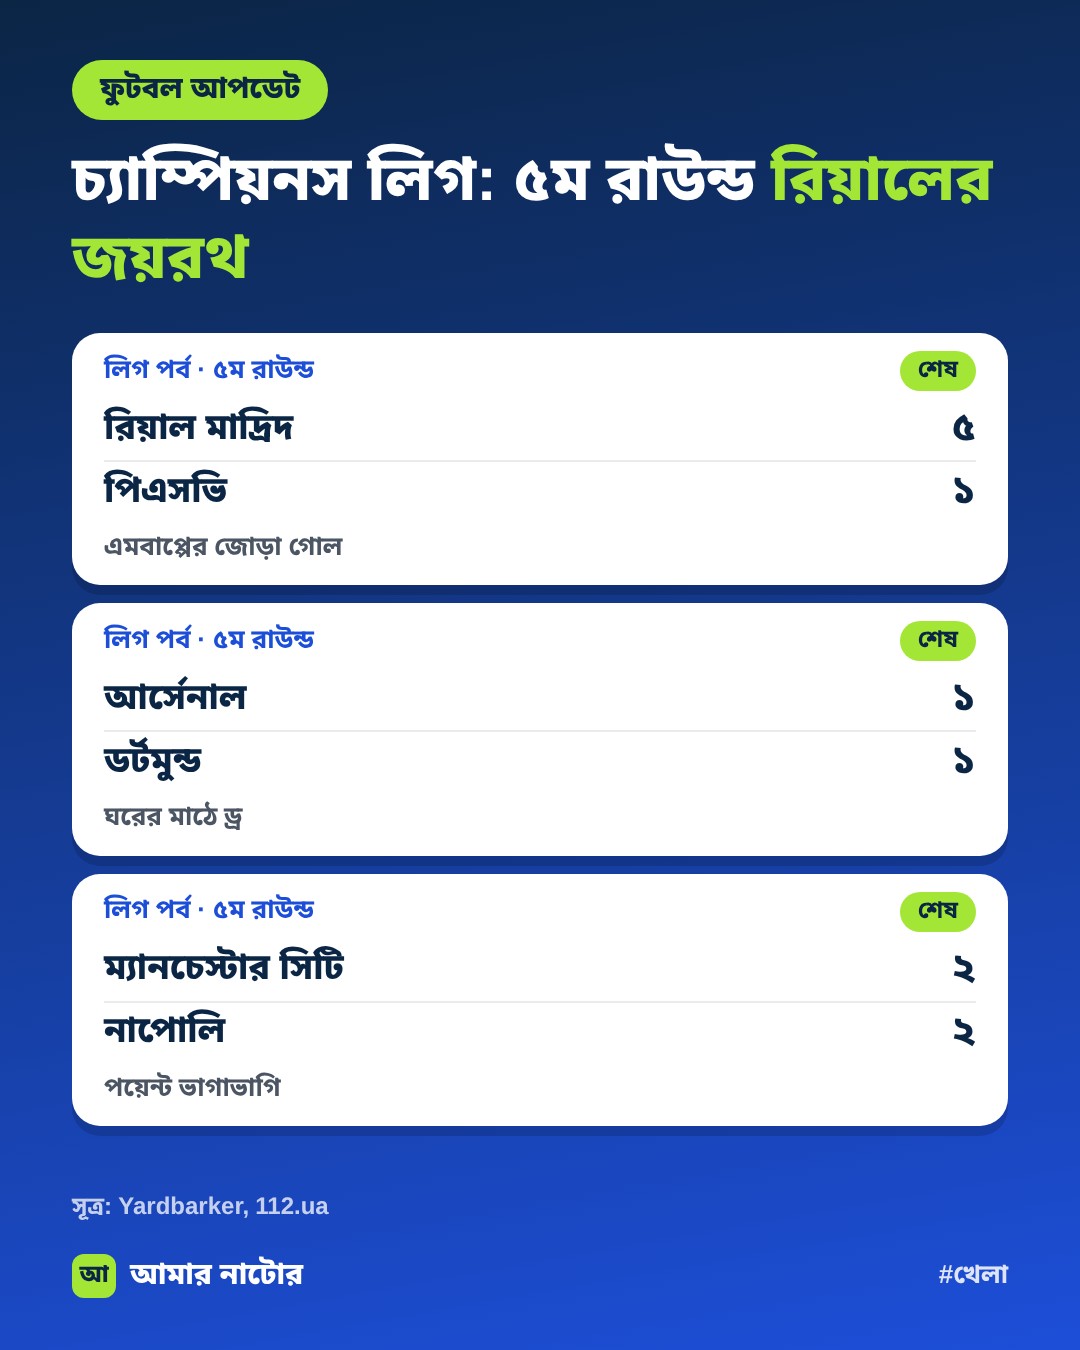 ফুটবল আপডেট
চ্যাম্পিয়নস লিগ: ৫ম রাউন্ড রিয়ালের
জয়রথ
লিগ পর্ব · ৫ম রাউন্ড শেষ
রিয়াল মাদ্রিদ ৫
পিএসভি ১
এমবাপ্পের জোড়া গোল
লিগ পর্ব · ৫ম রাউন্ড শেষ
আর্সেনাল ১
ডর্টমুন্ড ১
ঘরের মাঠে ড্র
লিগ পর্ব · ৫ম রাউন্ড শেষ
ম্যানচেস্টার সিটি ২
নাপোলি ২
পয়েন্ট ভাগাভাগি
সূত্র: Yardbarker, 112.ua
আ আমার নাটোর #খেলা